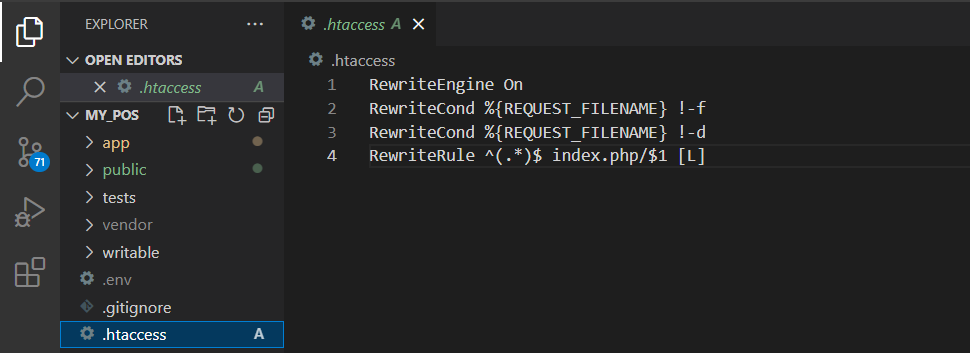 EXPLORER
OPEN EDITORS
.htaccess A
MY_POS
app
public
tests
vendor
writable
.env
.gitignore
.htaccess A
71
.htaccess A
.htaccess
1 RewriteEngine On
2 RewriteCond %{REQUEST_FILENAME} !-f
3 RewriteCond %{REQUEST_FILENAME} !-d
4 RewriteRule ^(.*)$ index.php/$1 [L]